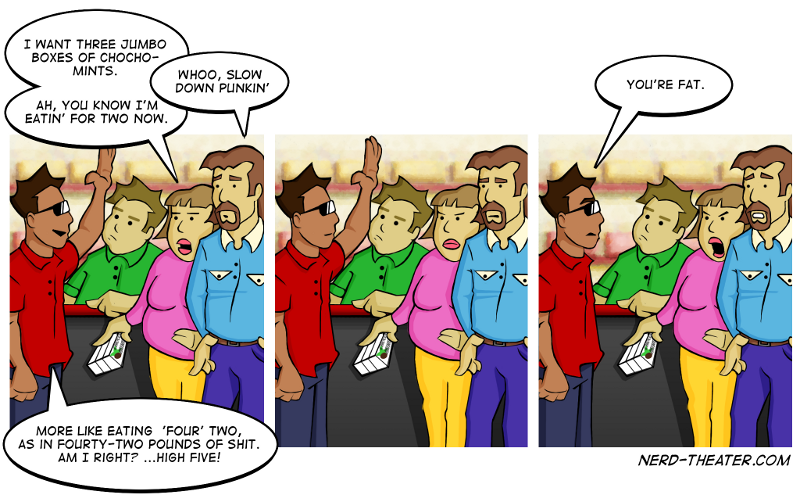 I WANT THREE JUMBO
BOXES OF CHOCHO-
MINTS.
WHOO, SLOW
DOWN PUNKIN'
AH, YOU KNOW I'M
EATIN' FOR TWO NOW.
MORE LIKE EATING 'FOUR' TWO,
AS IN FOURTY-TWO POUNDS OF SHIT.
AM I RIGHT? ...HIGH FIVE!
YOU'RE FAT.
NERD-THEATER.COM